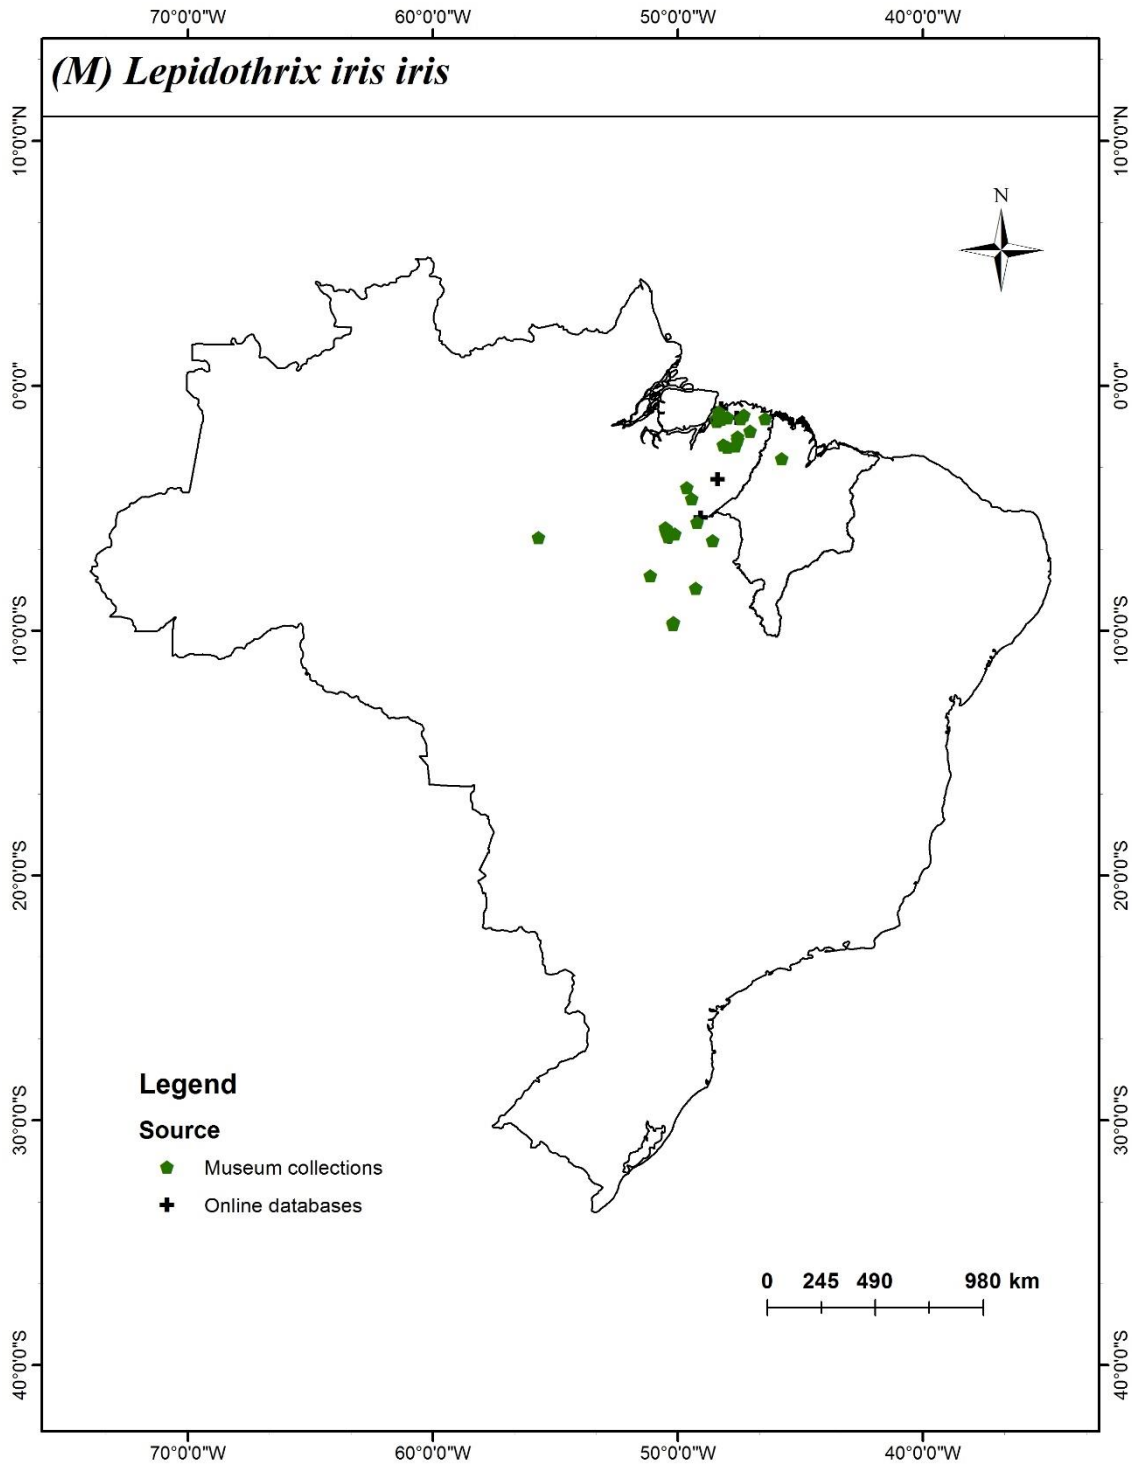 70°0'0"W 60°0'0"W 50°0'0"W 40°0'0"W
(M) Lepidothrix iris iris
10°0'0"N 10°0'0"N
N
0°0'0" 0°0'0"
10°0'0"S 10°0'0"S
20°0'0"S 20°0'0"S
30°0'0"S 30°0'0"S
Legend
Source
Museum collections
Online databases
0 245 490 980 km
40°0'0"S 40°0'0"S
70°0'0"W 60°0'0"W 50°0'0"W 40°0'0"W